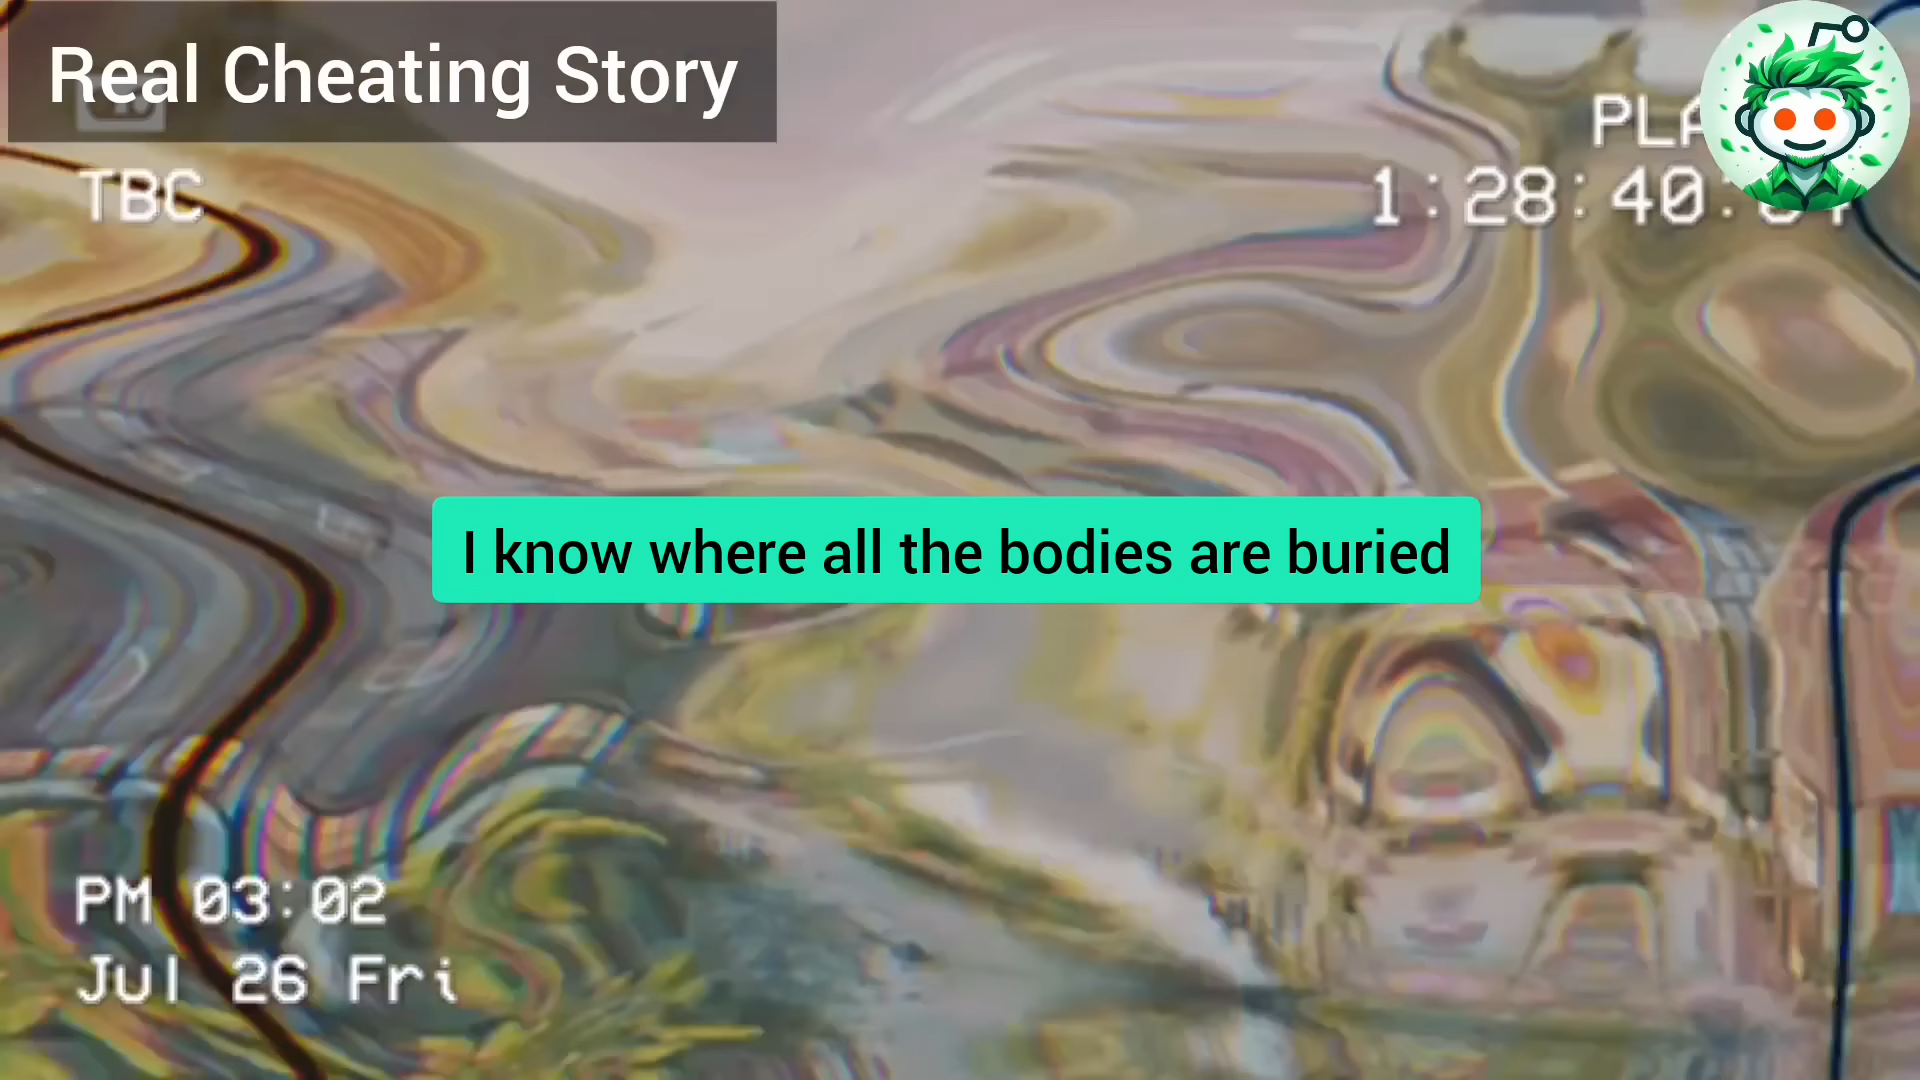 Real Cheating Story
TBC
1:28:40:
I know where all the bodies are buried
PM 03:02
Jul 26 Fri